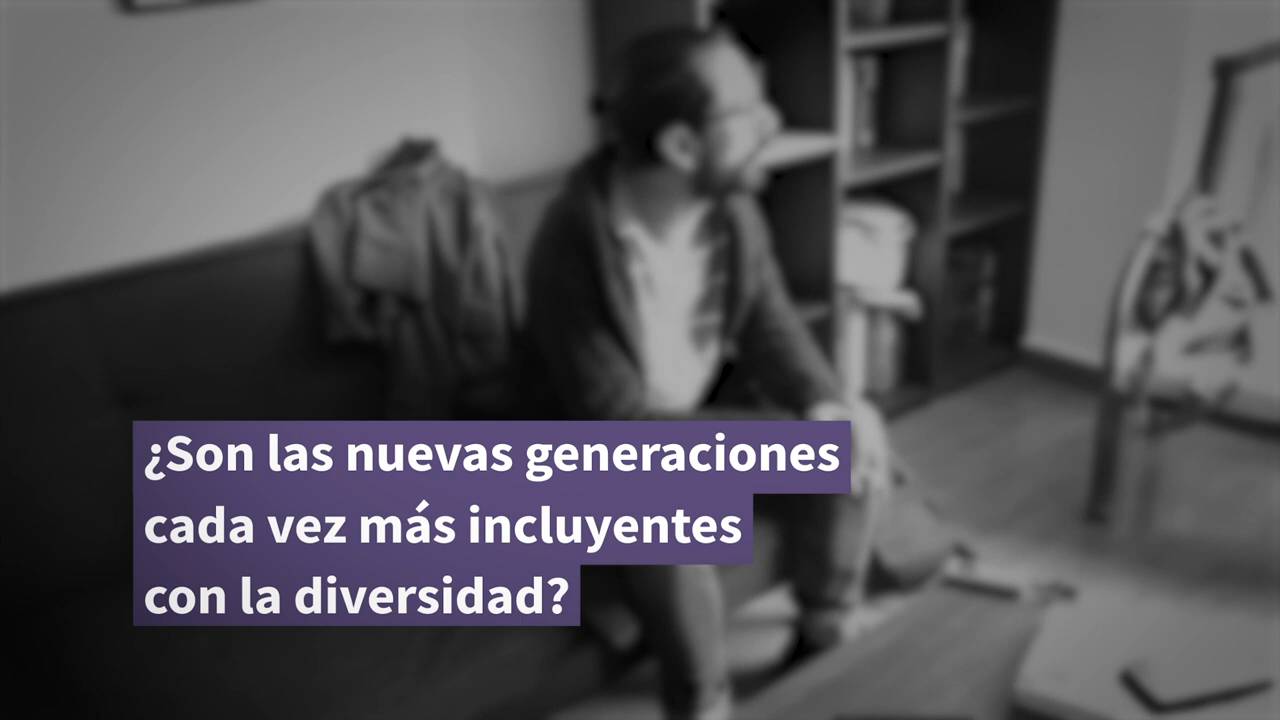 ¿Son las nuevas generaciones
cada vez más incluyentes
con la diversidad?